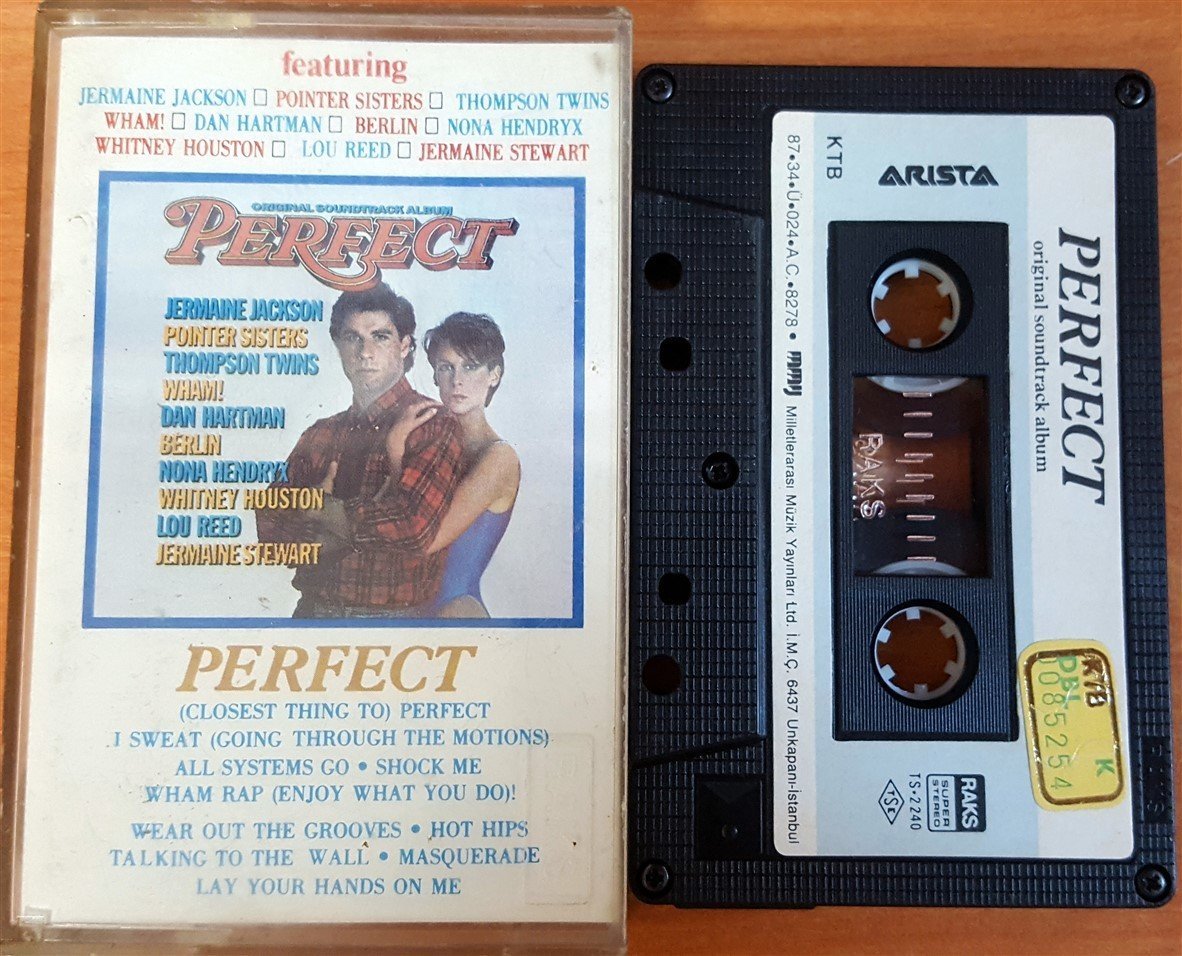 featuring
JERMAINE JACKSON □ POINTER SISTERS □ THOMPSON TWINS
WHAM! □ DAN HARTMAN □ BERLIN □ NONA HENDRYX
WHITNEY HOUSTON □ LOU REED □ JERMAINE STEWART
ORIGINAL SOUNDTRACK ALBUM
PERFECT
JERMAINE JACKSON
POINTER SISTERS
THOMPSON TWINS
WHAM!
DAN HARTMAN
BERLIN
NONA HENDRYX
WHITNEY HOUSTON
LOU REED
JERMAINE STEWART
PERFECT
(CLOSEST THING TO) PERFECT
I SWEAT (GOING THROUGH THE MOTIONS)
ALL SYSTEMS GO • SHOCK ME
WHAM RAP (ENJOY WHAT YOU DO)!
WEAR OUT THE GROOVES • HOT HIPS
TALKING TO THE WALL • MASQUERADE
LAY YOUR HANDS ON ME
PERFECT
original soundtrack album
ARISTA
KTB
87•34•Ü•024•A.C.•8278• mmy Milletlerarası Müzik Yayınları Ltd. İ.M.Ç. 6437 Unkapanı-İstanbul
RAKS
RAKS
SUPER
STEREO
TS•2240
TSE
KTB K
0085254